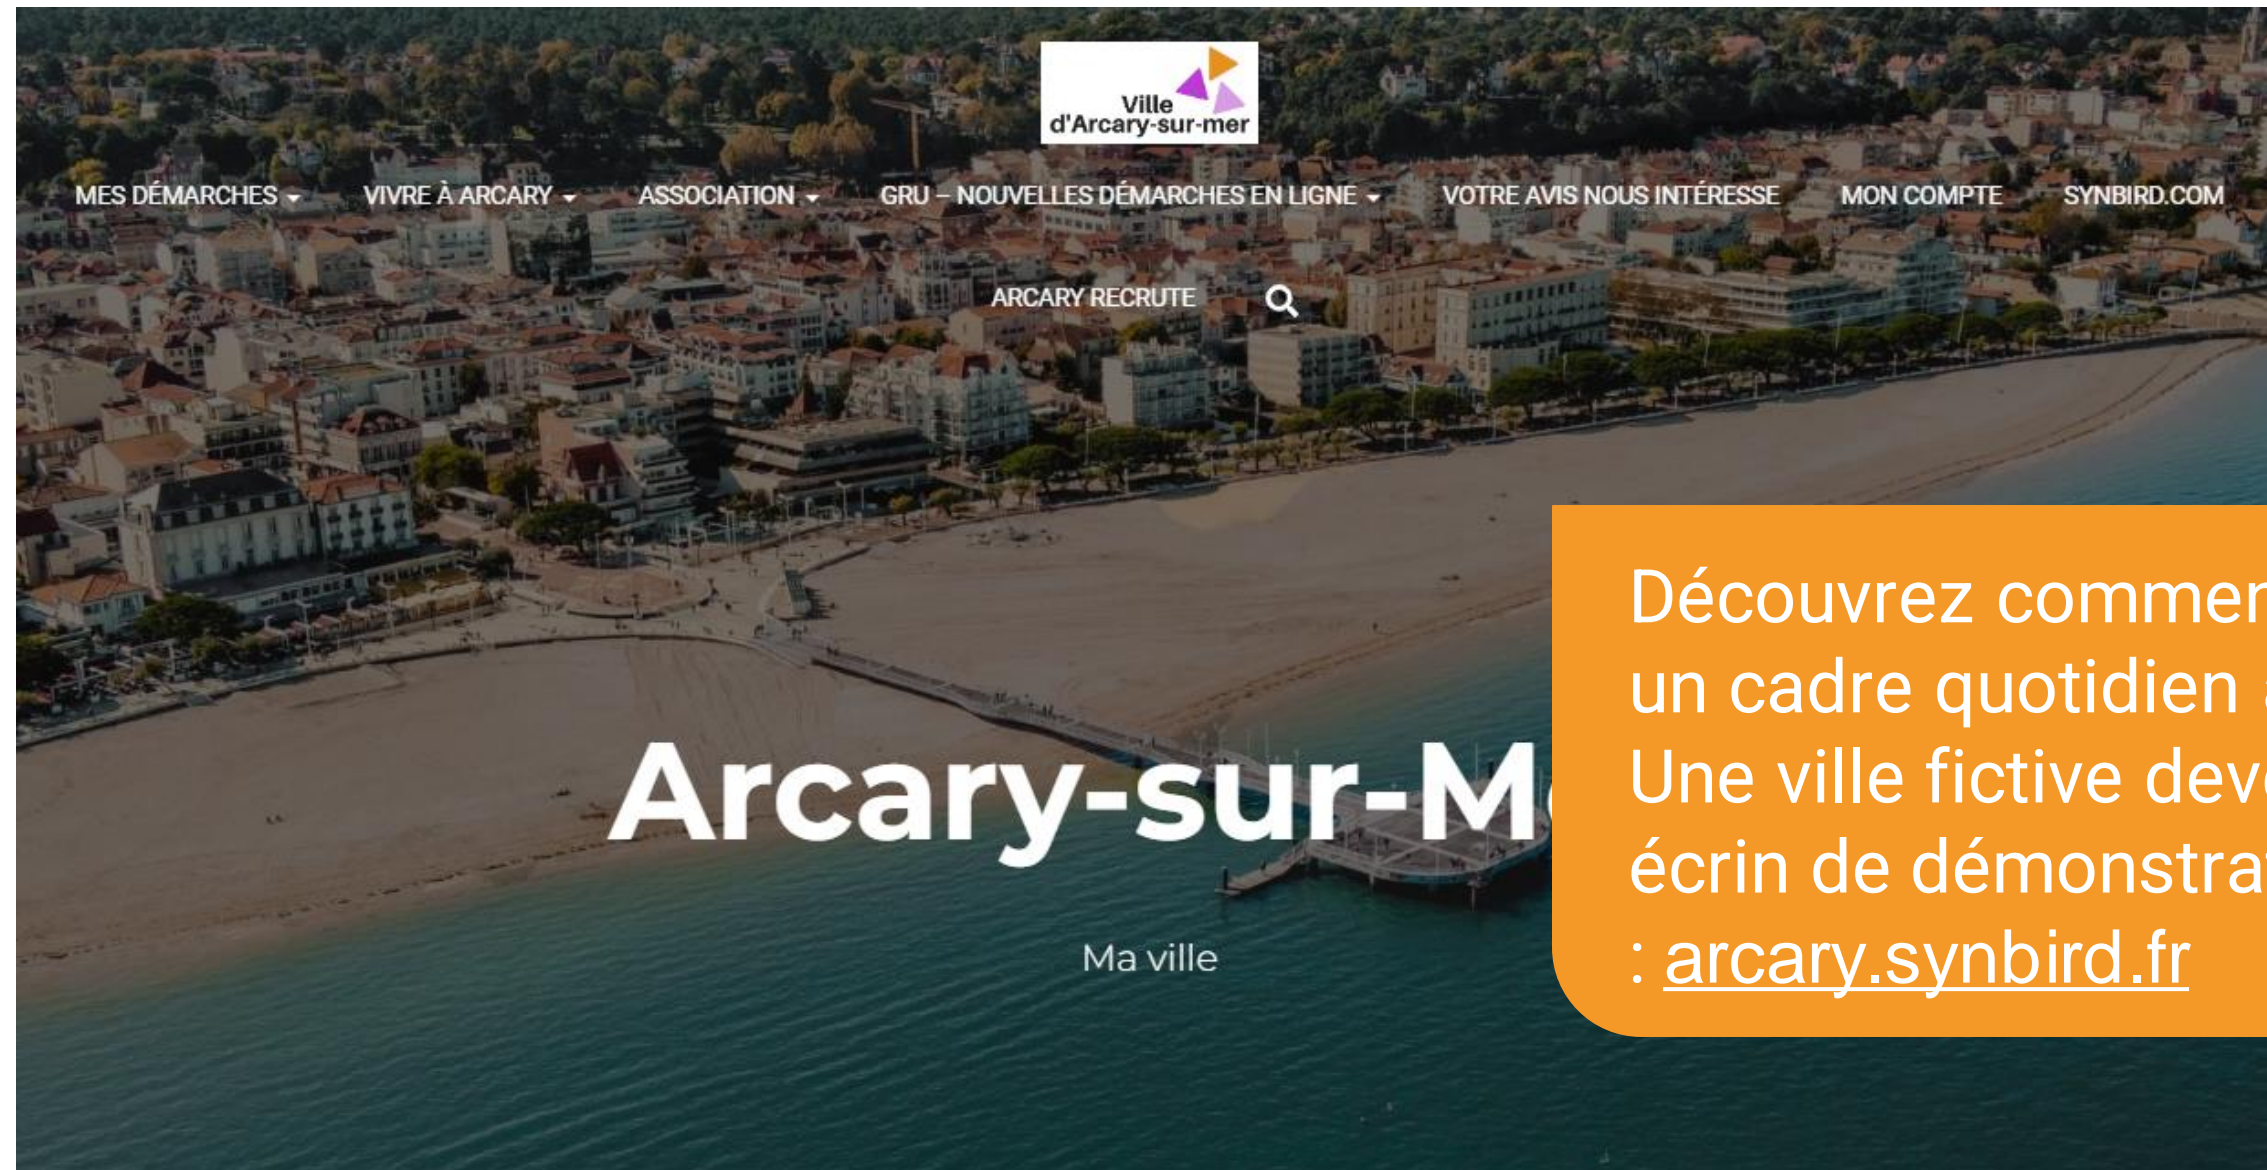 Ville
d'Arcary-sur-mer
MES DÉMARCHES VIVRE À ARCARY ASSOCIATION GRU – NOUVELLES DÉMARCHES EN LIGNE VOTRE AVIS NOUS INTÉRESSE MON COMPTE SYNBIRD.COM
ARCARY RECRUTE
Arcary-sur-M
Ma ville
Découvrez commen
un cadre quotidien
Une ville fictive dev
écrin de démonstra
: arcary.synbird.fr